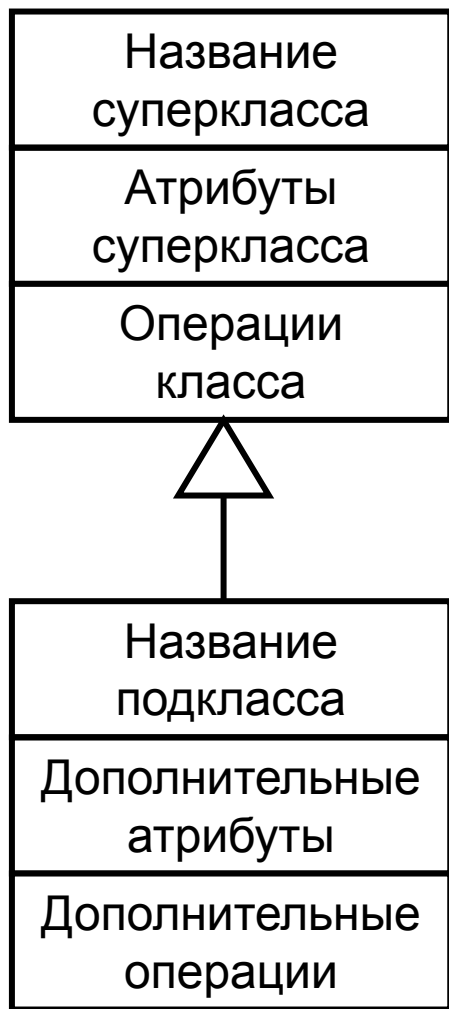 Название
суперкласса
Атрибуты
суперкласса
Операции
класса
Название
подкласса
Дополнительные
атрибуты
Дополнительные
операции